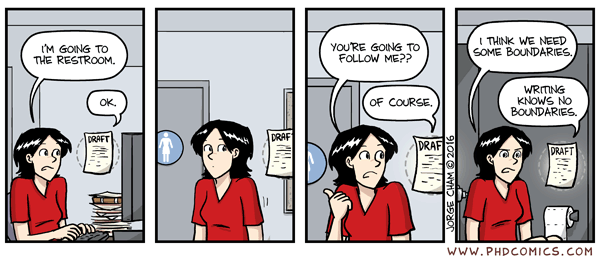 I'M GOING TO
THE RESTROOM.
OK.
DRAFT
DRAFT
YOU'RE GOING TO
FOLLOW ME??
OF COURSE.
DRAFT
JORGE CHAM © 2016
I THINK WE NEED
SOME BOUNDARIES.
WRITING
KNOWS NO
BOUNDARIES.
DRAFT
WWW.PHDCOMICS.COM